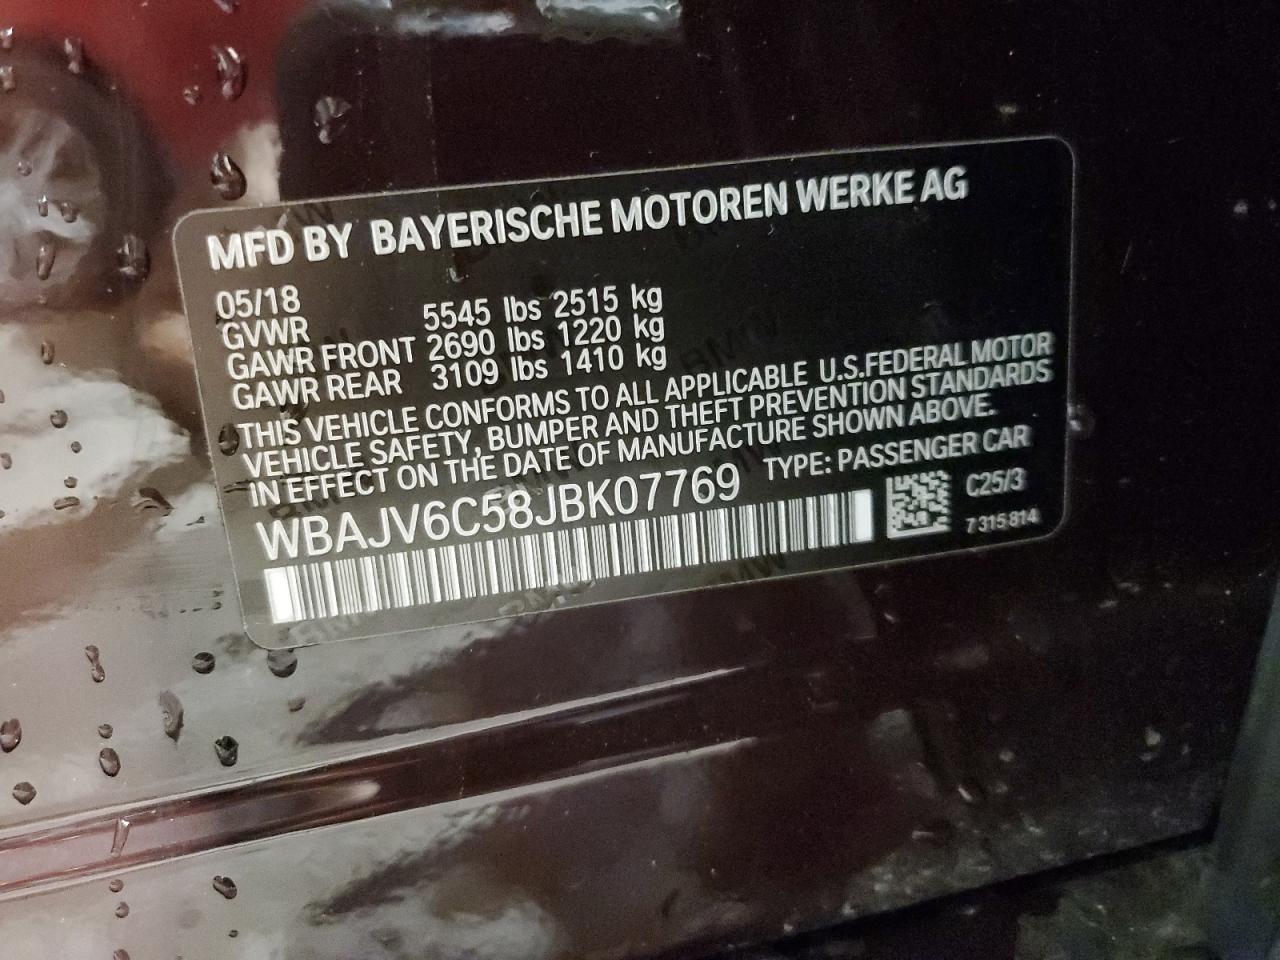 MFD BY BAYERISCHE MOTOREN WERKE AG
05/18
GVWR 5545 lbs 2515 kg
GAWR FRONT 2690 lbs 1220 kg
GAWR REAR 3109 lbs 1410 kg
THIS VEHICLE CONFORMS TO ALL APPLICABLE U.S.FEDERAL MOTOR
VEHICLE SAFETY, BUMPER AND THEFT PREVENTION STANDARDS
IN EFFECT ON THE DATE OF MANUFACTURE SHOWN ABOVE.
WBAJV6C58JBK07769 TYPE: PASSENGER CAR
C25/3
7 315 814